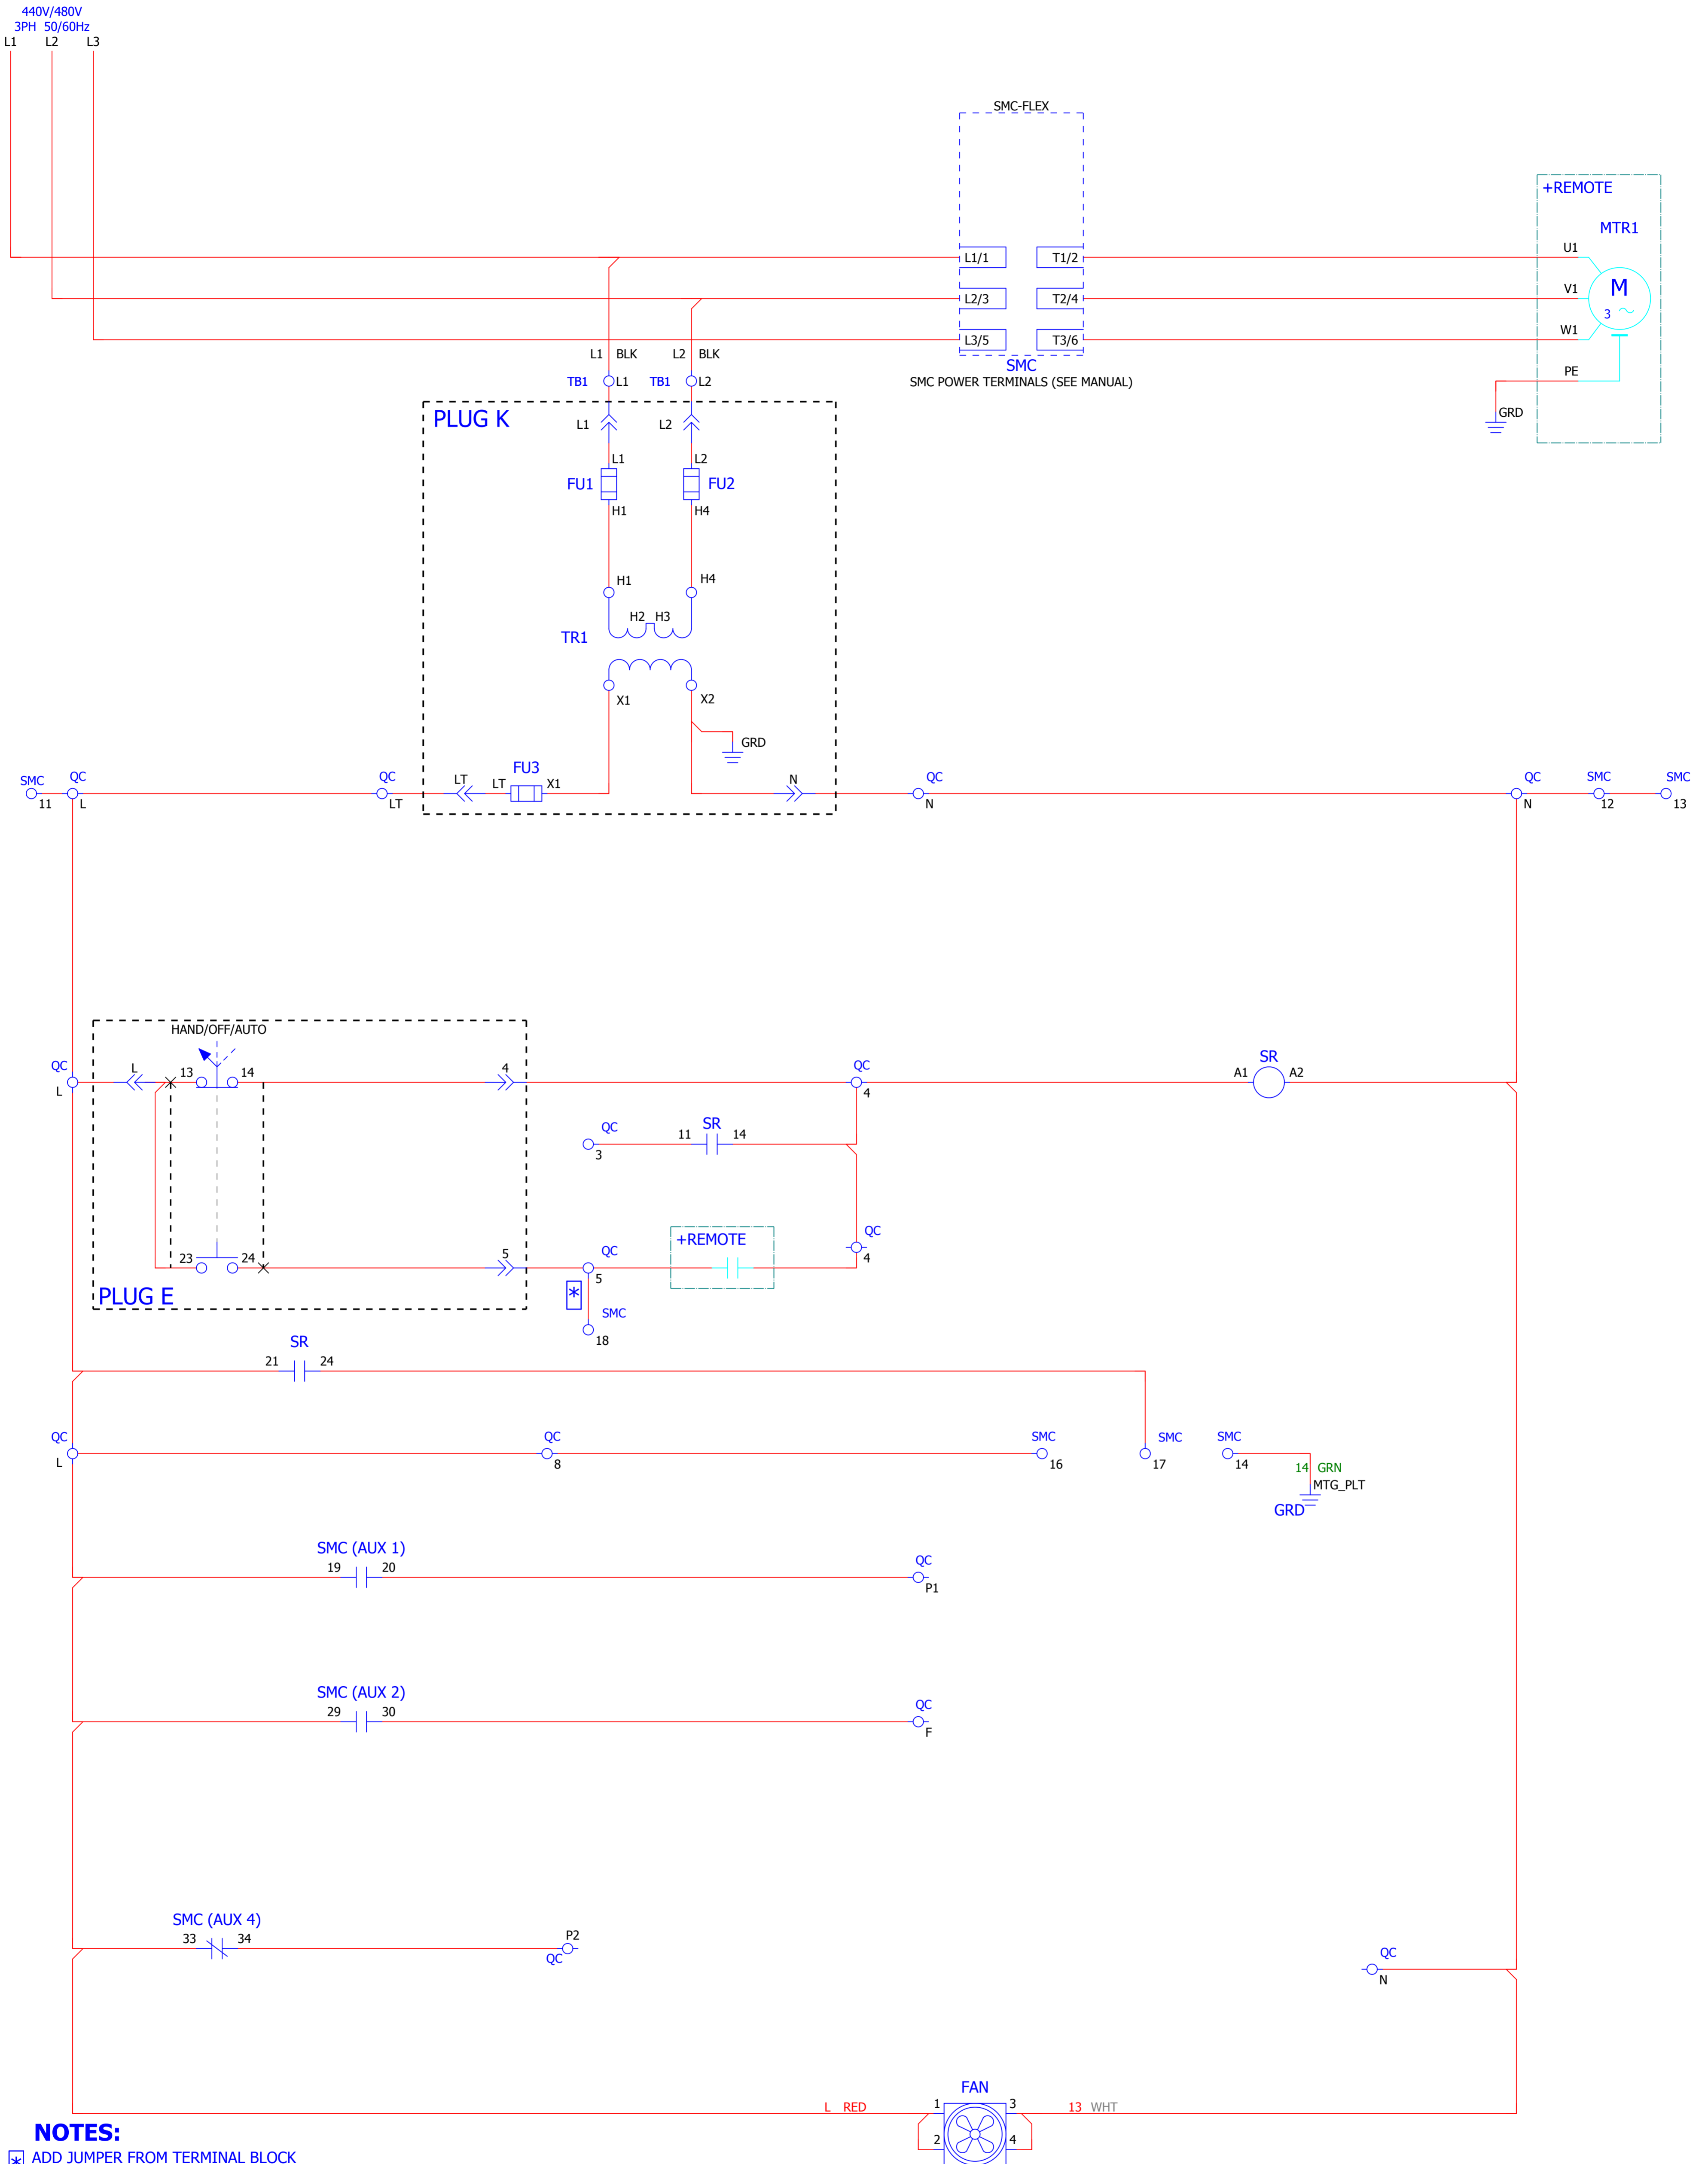 440V/480V
3PH 50/60Hz
L1 L2 L3
SMC-FLEX
+REMOTE
MTR1
U1
L1/1 T1/2
V1 M
L2/3 T2/4
3
W1
L3/5 T3/6
L1 BLK L2 BLK
SMC
PE
TB1 L1 TB1 L2
SMC POWER TERMINALS (SEE MANUAL)
GRD
PLUG K
L1 L2
L1 L2
FU1 FU2
H1 H4
H1 H4
H2 H3
TR1
X1 X2
GRD
FU3
SMC QC QC LT LT X1 N QC QC SMC SMC
11 L LT N N 12 13
HAND/OFF/AUTO
QC L 13 14 4 QC SR
A1 A2
L 4
QC SR
11 14
3
QC
+REMOTE
23 24 5 QC 4
5
PLUG E
*
SMC
18
SR
21 24
QC QC SMC SMC SMC
L 8 16 17 14
14 GRN
MTG_PLT
GRD
SMC (AUX 1)
19 20 QC
P1
SMC (AUX 2)
29 30 QC
F
SMC (AUX 4)
33 34 P2
QC
QC
N
FAN
L RED 1 3 13 WHT
2 4
NOTES:
* ADD JUMPER FROM TERMINAL BLOCK